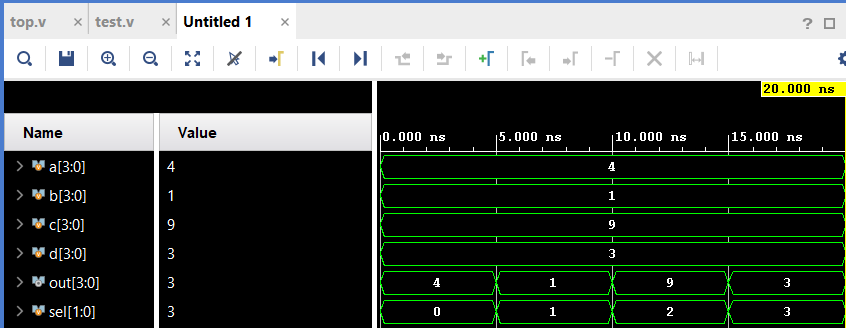 top.v × test.v × Untitled 1 × ?
20.000 ns
Name Value 0.000 ns 5.000 ns 10.000 ns 15.000 ns
a[3:0] 4 4
b[3:0] 1 1
c[3:0] 9 9
d[3:0] 3 3
out[3:0] 3 4 1 9 3
sel[1:0] 3 0 1 2 3